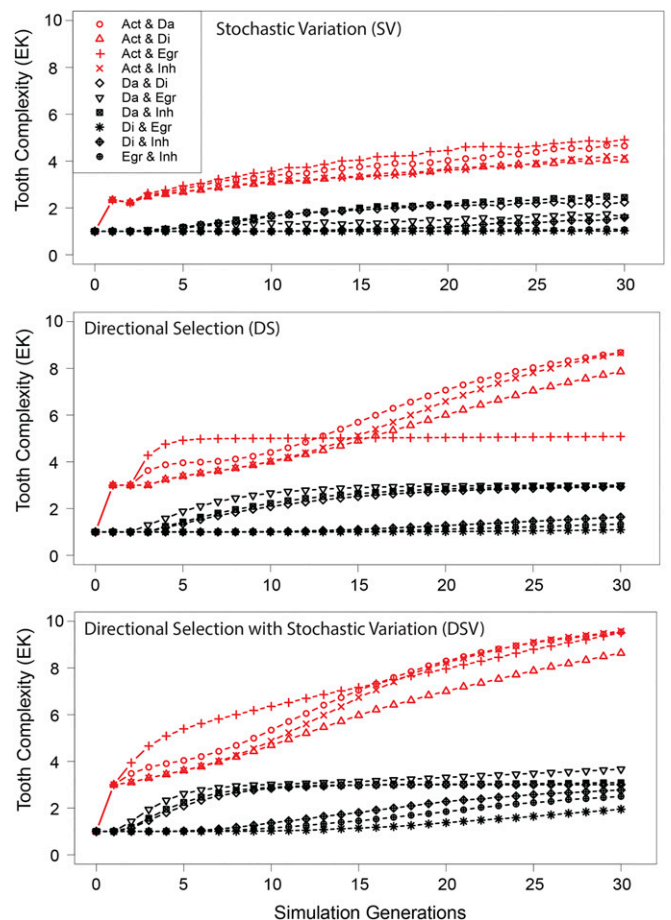 Stochastic Variation (SV)
Act & Da
Act & Di
Act & Egr
Act & Inh
Da & Di
Da & Egr
Da & Inh
Di & Egr
Di & Inh
Egr & Inh
Tooth Complexity (EK)
10
8
6
4
2
0
0 5 10 15 20 25 30
Directional Selection (DS)
Tooth Complexity (EK)
10
8
6
4
2
0
0 5 10 15 20 25 30
Directional Selection with Stochastic Variation (DSV)
Tooth Complexity (EK)
10
8
6
4
2
0
0 5 10 15 20 25 30
Simulation Generations